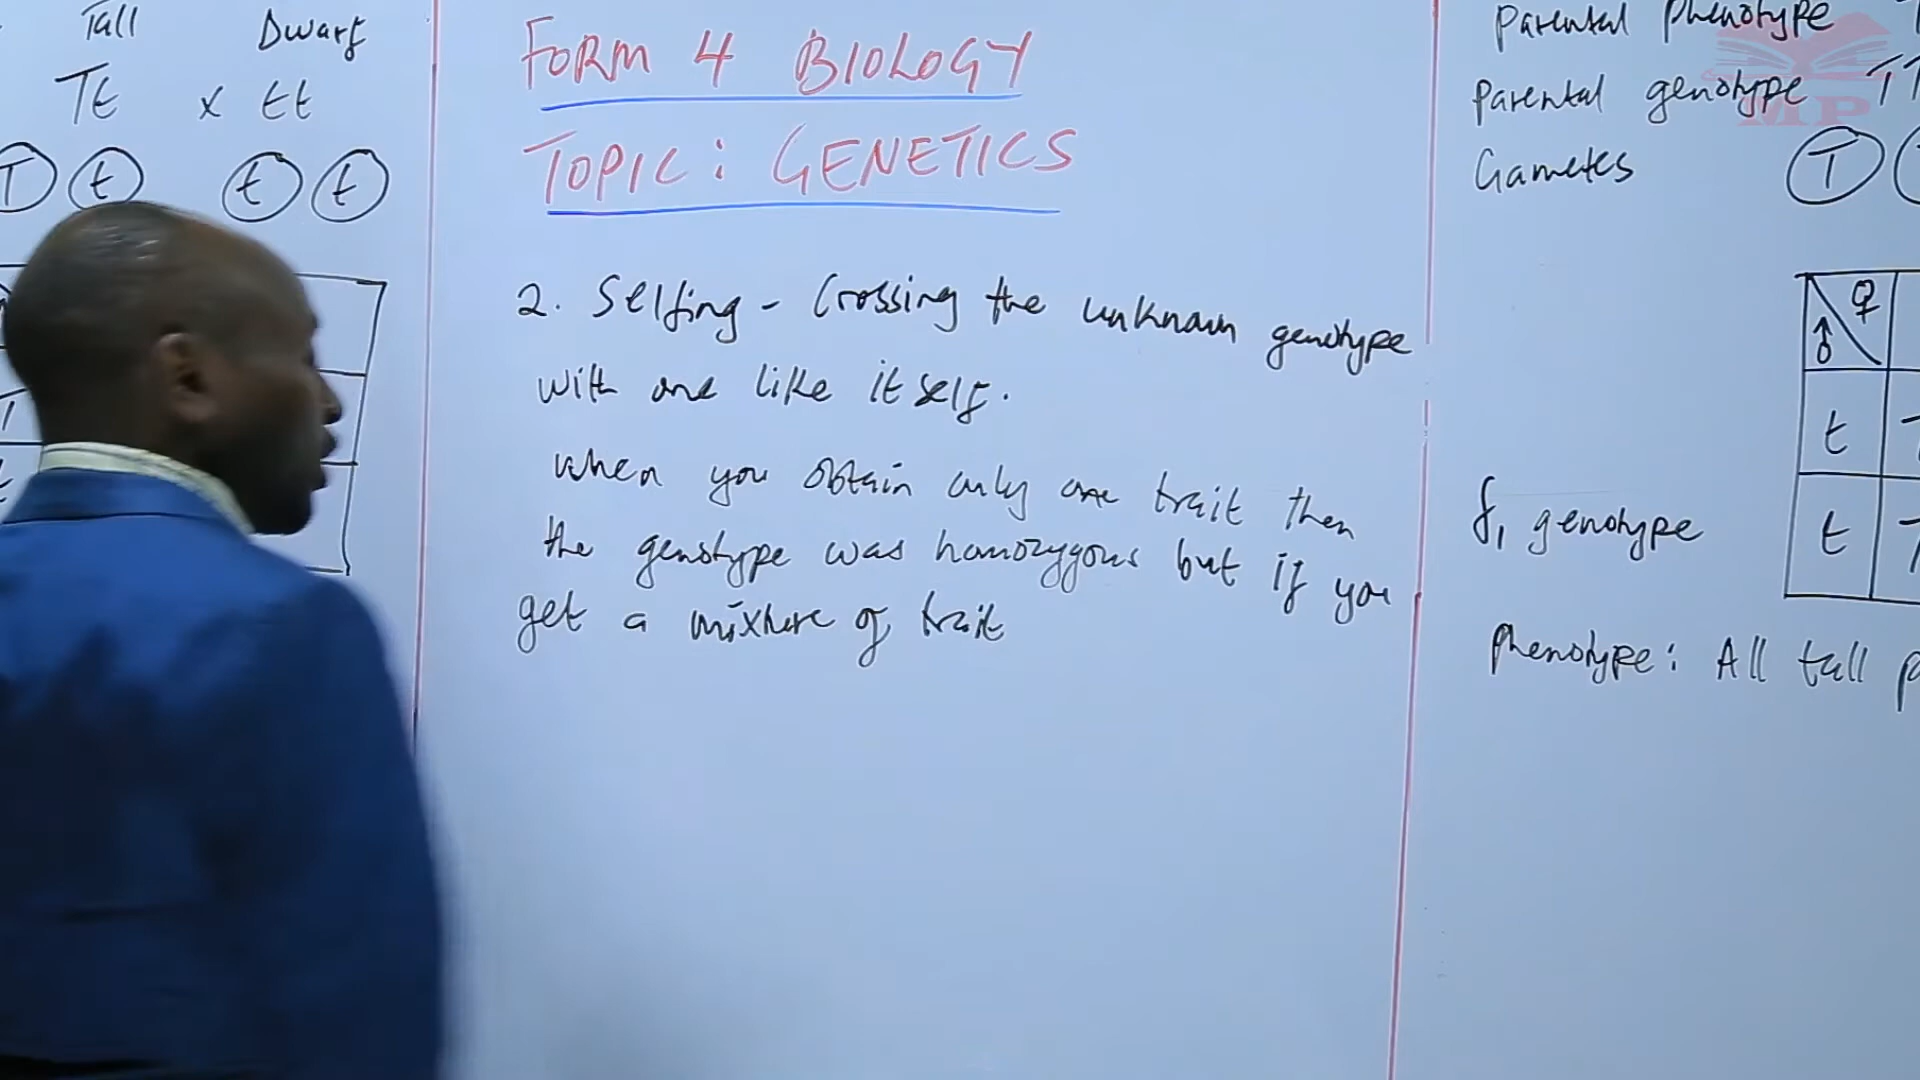 Tall Dwarf
Tt x tt
T t t t
FORM 4 BIOLOGY
TOPIC: GENETICS
2. Selfing - Crossing the unknown genotype
with one like itself.
when you obtain only one trait then
the genotype was homozygous but if you
get a mixture of trait
Parental phenotype
Parental genotype TT
Gametes T
♀
♂
t
f1 genotype t
Phenotype: All tall p
MP